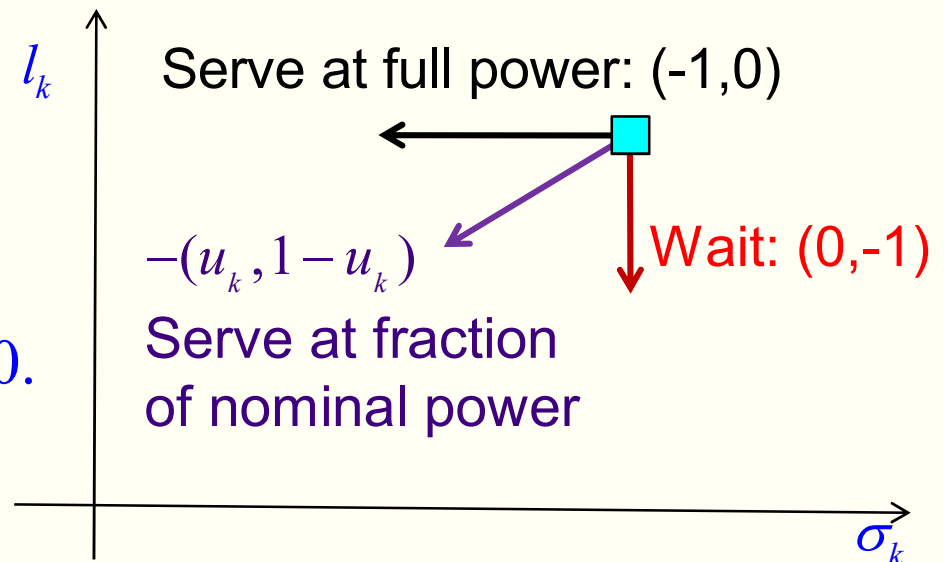 l_k
Serve at full power: (-1,0)
−(u_k,1−u_k)
Wait: (0,-1)
Serve at fraction
0.
of nominal power
σ_k